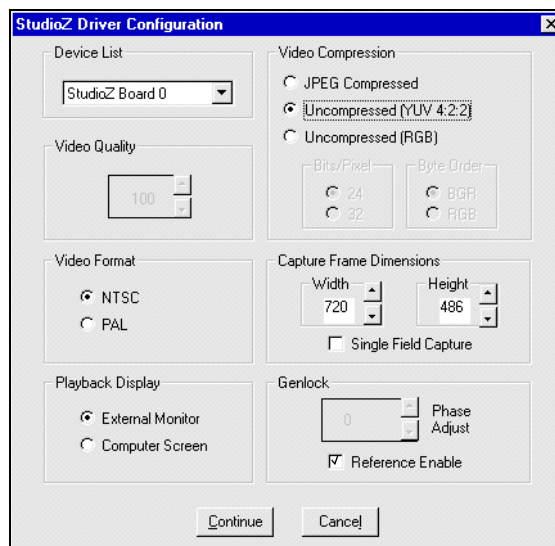 StudioZ Driver Configuration
Device List
StudioZ Board 0
Video Quality
100
Video Format
NTSC
PAL
Playback Display
External Monitor
Computer Screen
Video Compression
JPEG Compressed
Uncompressed (YUV 4:2:2)
Uncompressed (RGB)
Bits/Pixel
24
32
Byte Order
BGR
RGB
Capture Frame Dimensions
Width
720
Height
486
Single Field Capture
Genlock
0
Phase
Adjust
Reference Enable
Continue
Cancel